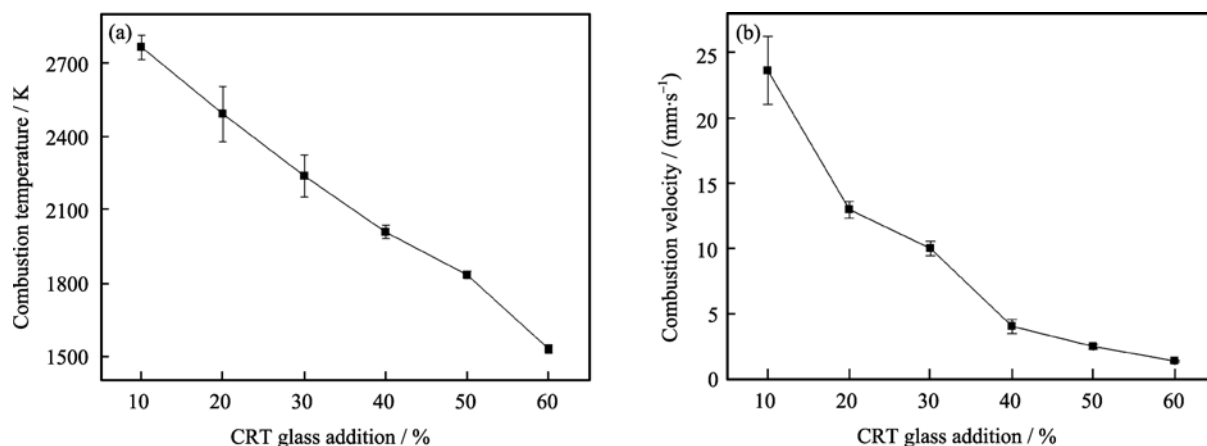 (a)
Combustion temperature / K
2700
2400
2100
1800
1500
10 20 30 40 50 60
CRT glass addition / %
(b)
Combustion velocity / (mm·s⁻¹)
25
20
15
10
5
0
10 20 30 40 50 60
CRT glass addition / %